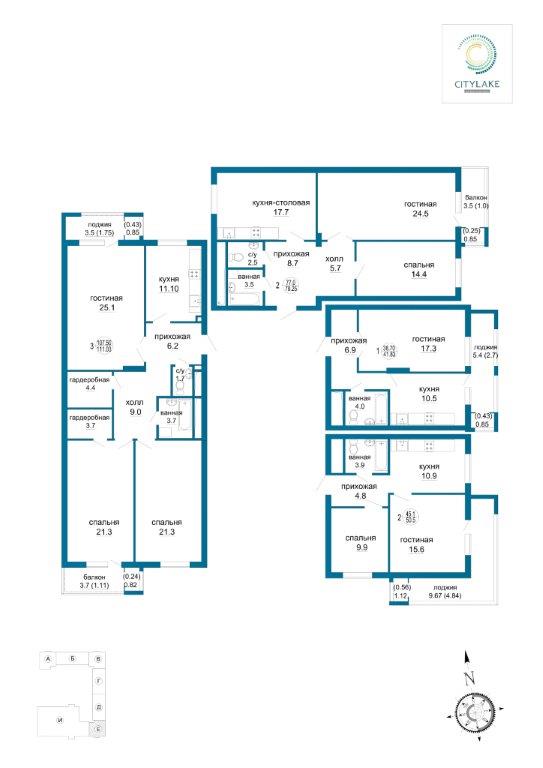 CITYLAKE
кухня-столовая
17.7
гостиная
24.5
Балкон
3.5 (1.0)
(0.25)
0.85
с/у
2.5
прихожая
8.7
холл
5.7
спальня
14.4
ванная
3.5
2
77.0
78.25
лоджия
3.5 (1.75)
(0.43)
0.85
гостиная
25.1
кухня
11.10
3
107.50
111.03
прихожая
6.2
с/у
1.7
гардеробная
4.4
холл
9.0
гардеробная
3.7
ванная
3.7
спальня
21.3
спальня
21.3
балкон
3.7 (1.11)
(0.24)
0.82
прихожая
6.9
1
38.70
41.83
гостиная
17.3
лоджия
5.4 (2.7)
кухня
10.5
ванная
4.0
(0.43)
0.85
ванная
3.9
кухня
10.9
прихожая
4.8
2
45.1
50.5
гостиная
15.6
спальня
9.9
(0.56)
1.12
лоджия
9.67 (4.84)
А
Б
В
Г
Д
Е
И
N